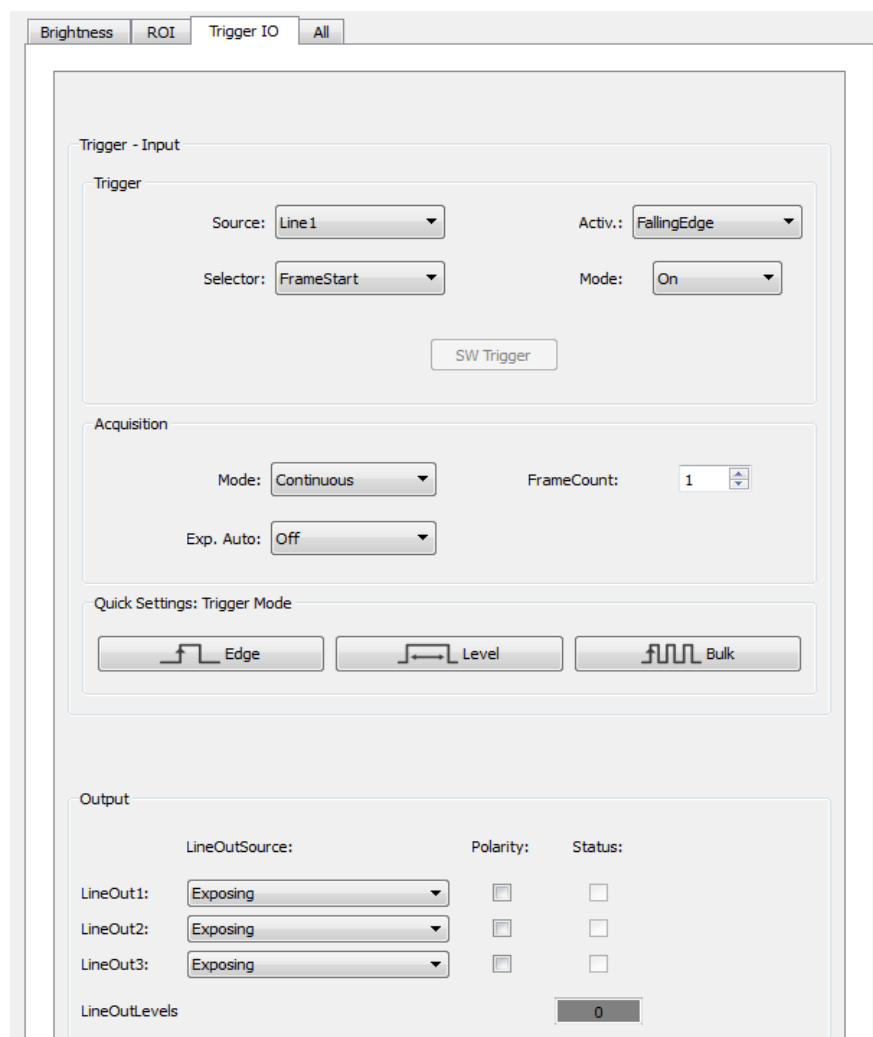 Brightness ROI Trigger IO All
Trigger - Input
Trigger
Source: Line1 Activ.: FallingEdge
Selector: FrameStart Mode: On
SW Trigger
Acquisition
Mode: Continuous FrameCount: 1
Exp. Auto: Off
Quick Settings: Trigger Mode
Edge Level Bulk
Output
LineOutSource: Polarity: Status:
LineOut1: Exposing
LineOut2: Exposing
LineOut3: Exposing
LineOutLevels 0